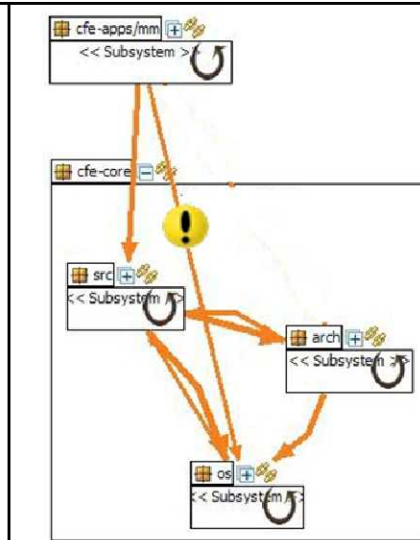 cfe-apps/mm
<< Subsystem >>
cfe-core
!
src
<< Subsystem >>
arch
<< Subsystem >>
os
<< Subsystem >>